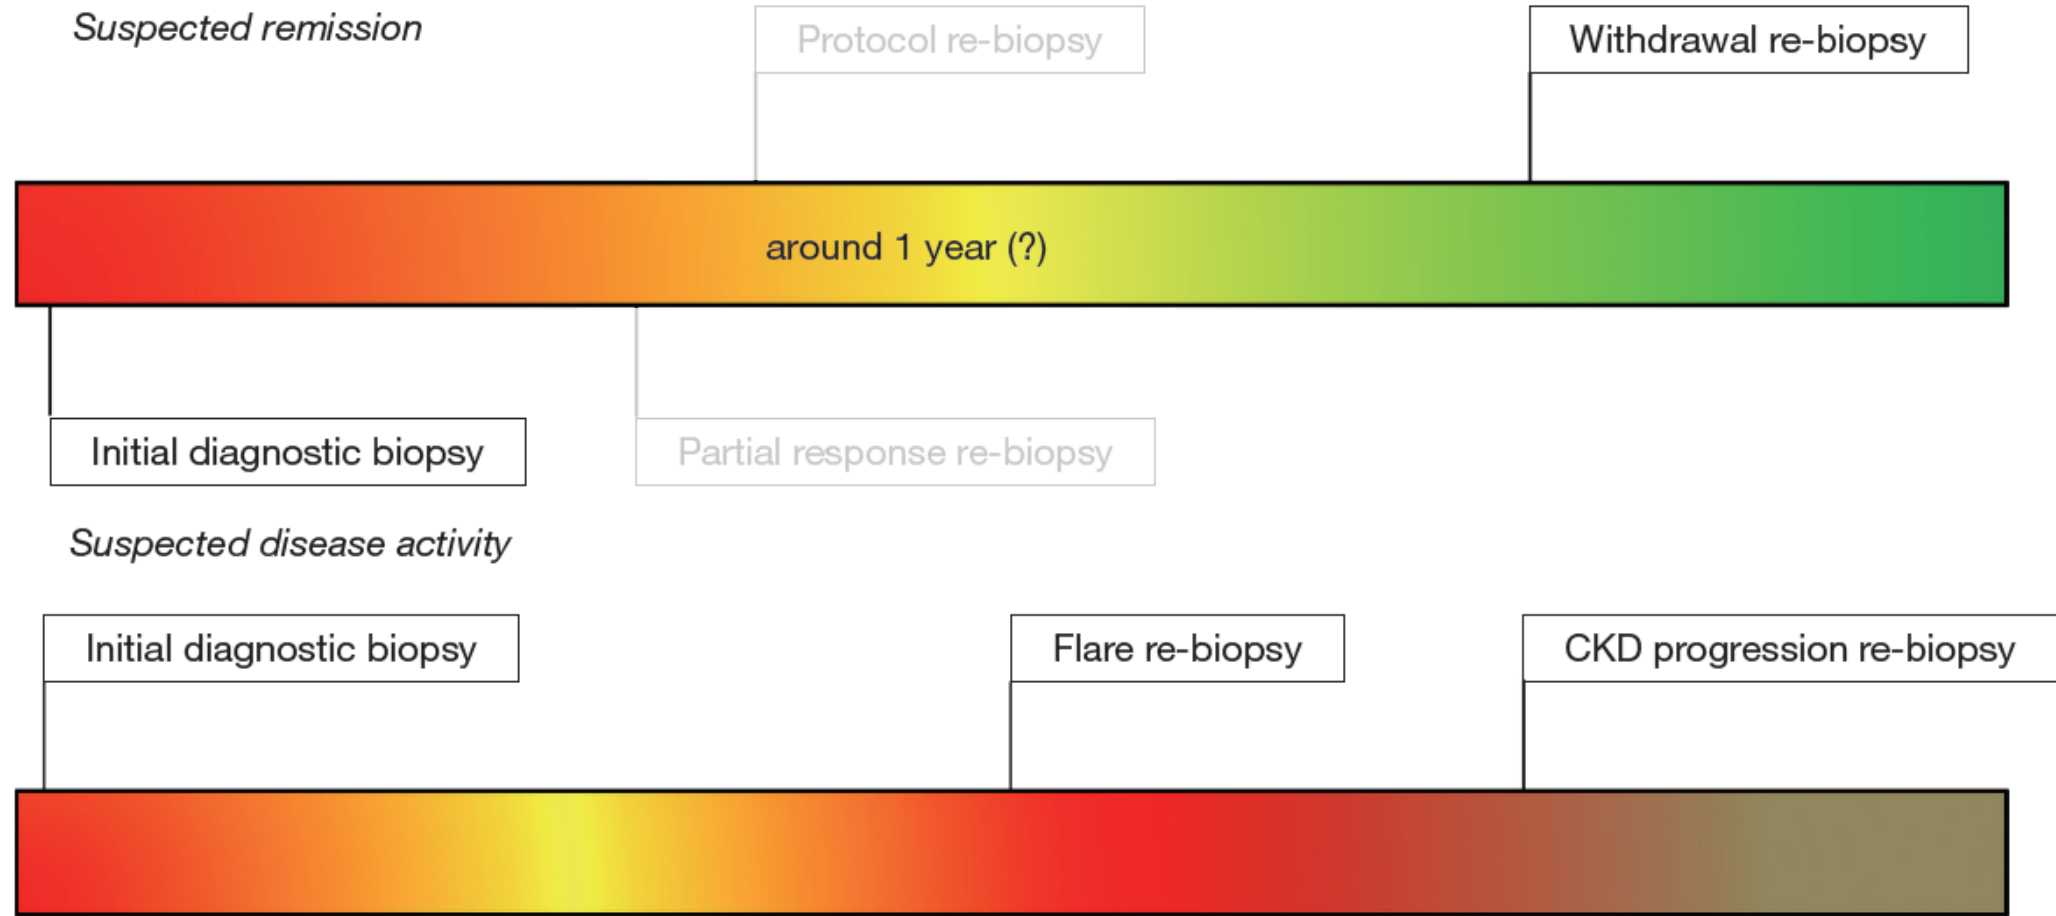 Suspected remission
Protocol re-biopsy
Withdrawal re-biopsy
around 1 year (?)
Initial diagnostic biopsy
Partial response re-biopsy
Suspected disease activity
Initial diagnostic biopsy
Flare re-biopsy
CKD progression re-biopsy